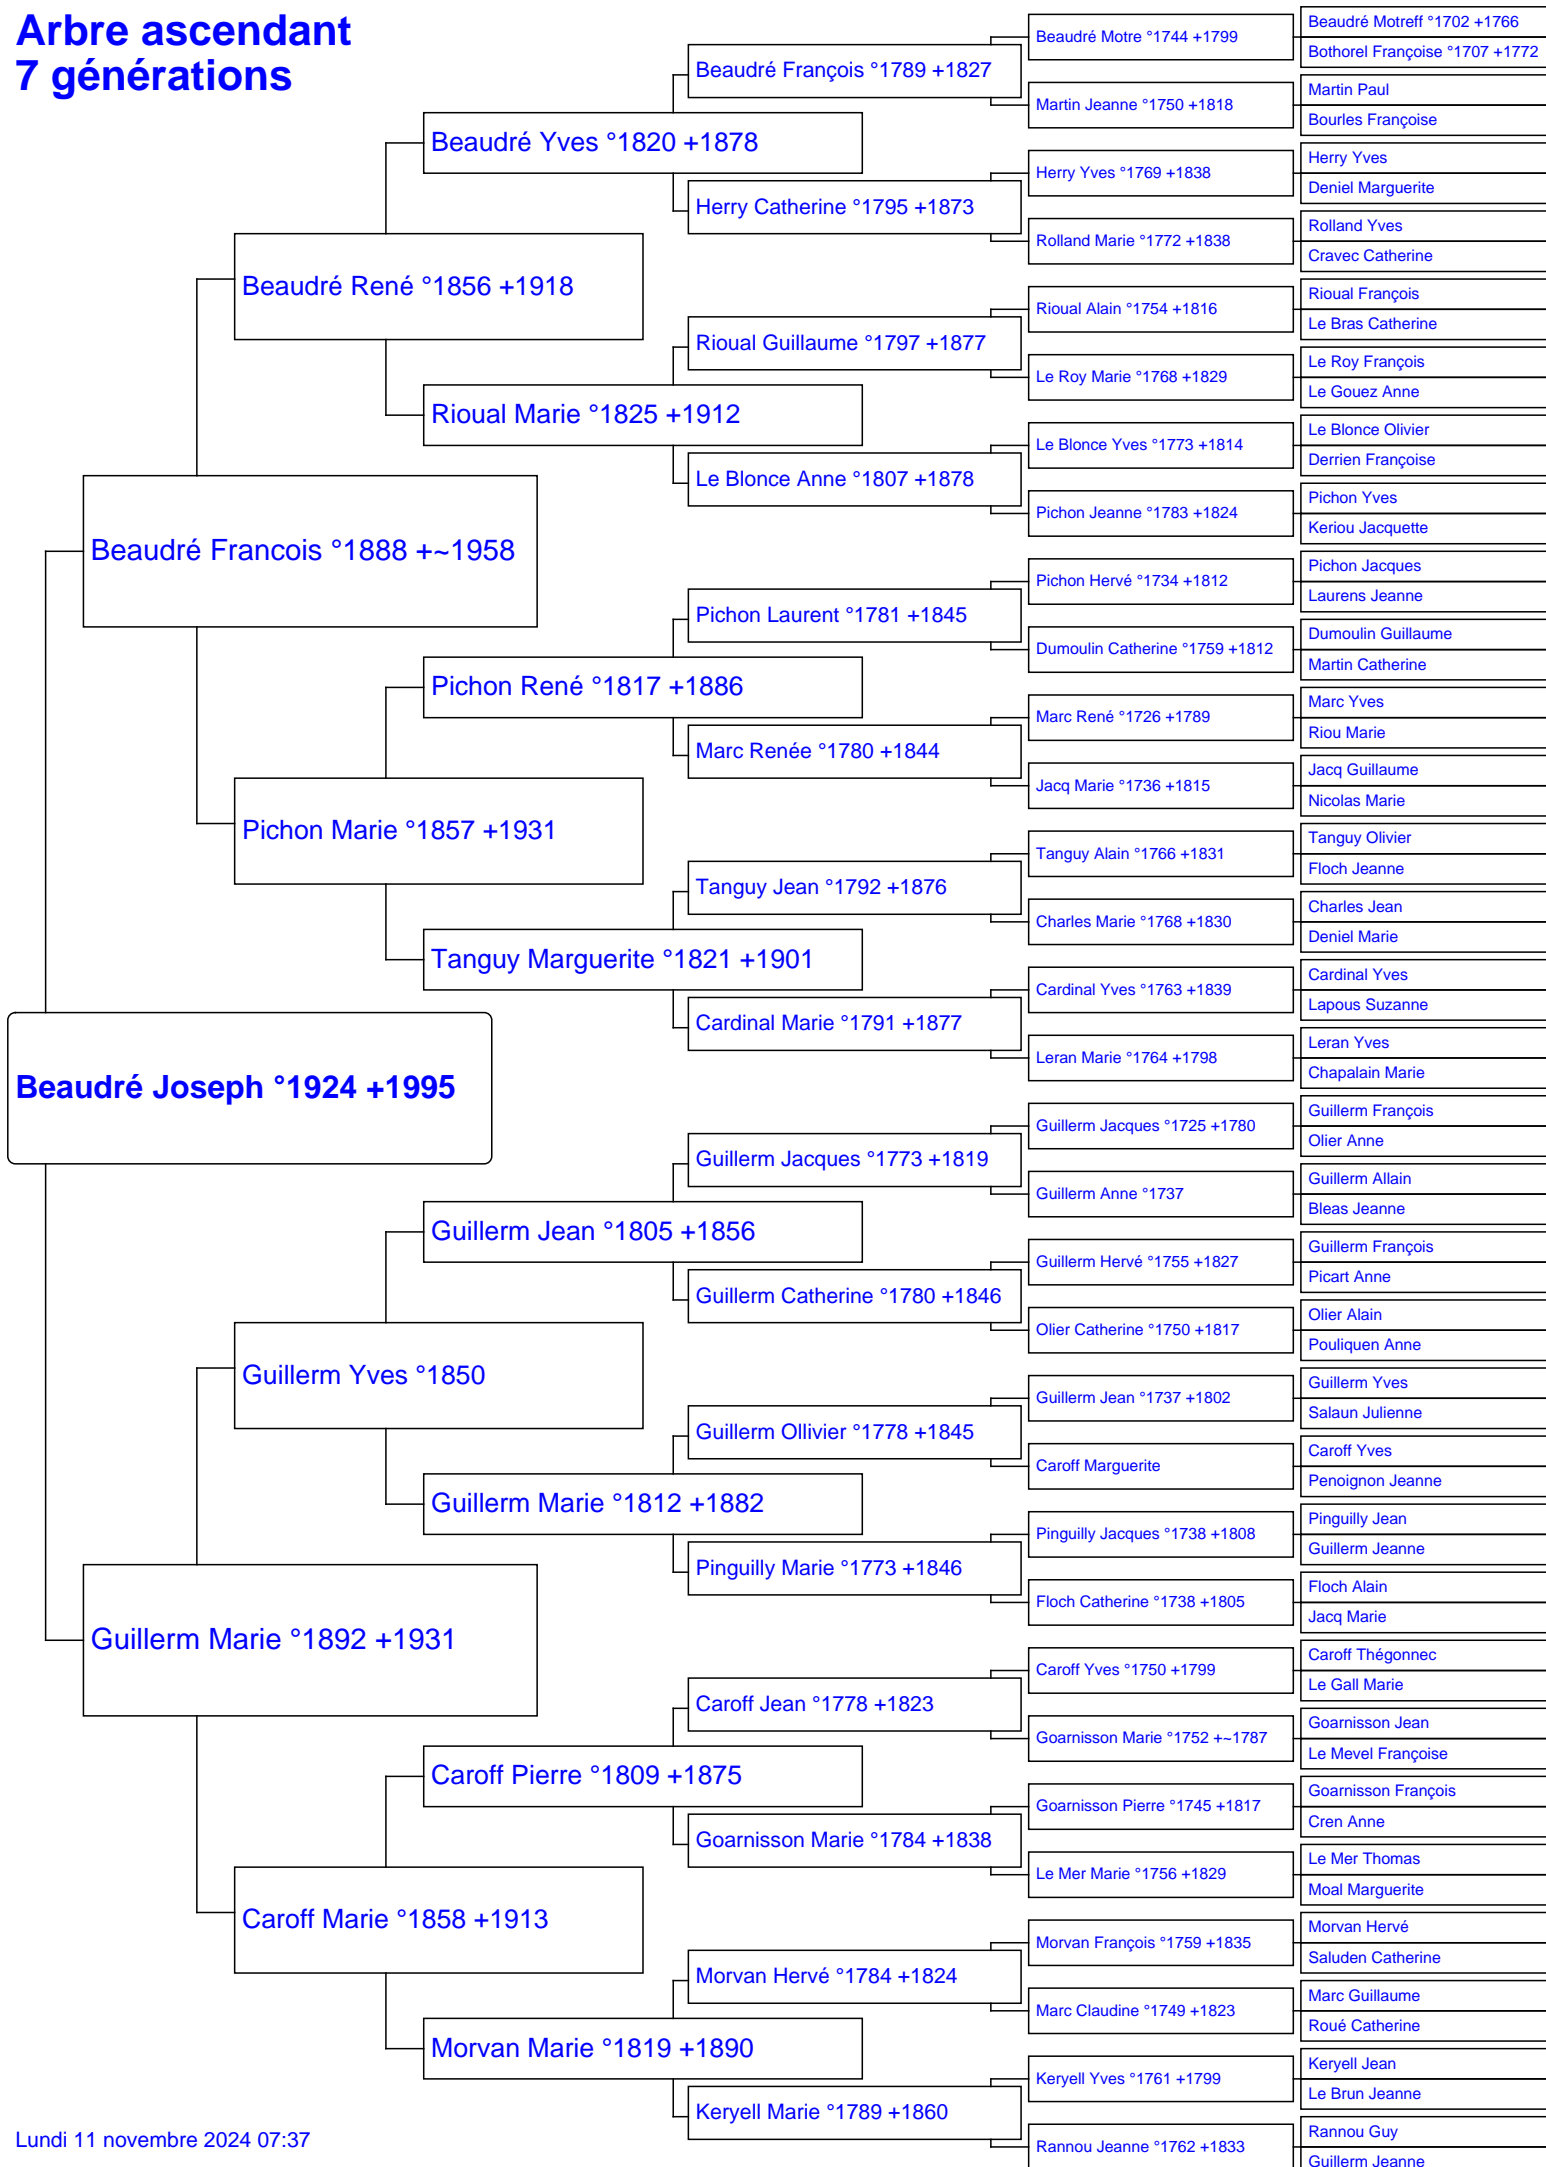 Arbre ascendant
7 générations
Beaudré Joseph °1924 +1995
Beaudré Francois °1888 +~1958
Guillerm Marie °1892 +1931
Beaudré René °1856 +1918
Pichon Marie °1857 +1931
Guillerm Yves °1850
Caroff Marie °1858 +1913
Beaudré Yves °1820 +1878
Rioual Marie °1825 +1912
Pichon René °1817 +1886
Tanguy Marguerite °1821 +1901
Guillerm Jean °1805 +1856
Guillerm Marie °1812 +1882
Caroff Pierre °1809 +1875
Morvan Marie °1819 +1890
Beaudré François °1789 +1827
Herry Catherine °1795 +1873
Rioual Guillaume °1797 +1877
Le Blonce Anne °1807 +1878
Pichon Laurent °1781 +1845
Marc Renée °1780 +1844
Tanguy Jean °1792 +1876
Cardinal Marie °1791 +1877
Guillerm Jacques °1773 +1819
Guillerm Catherine °1780 +1846
Guillerm Ollivier °1778 +1845
Pinguilly Marie °1773 +1846
Caroff Jean °1778 +1823
Goarnisson Marie °1784 +1838
Morvan Hervé °1784 +1824
Keryell Marie °1789 +1860
Beaudré Motre °1744 +1799
Martin Jeanne °1750 +1818
Herry Yves °1769 +1838
Rolland Marie °1772 +1838
Rioual Alain °1754 +1816
Le Roy Marie °1768 +1829
Le Blonce Yves °1773 +1814
Pichon Jeanne °1783 +1824
Pichon Hervé °1734 +1812
Dumoulin Catherine °1759 +1812
Marc René °1726 +1789
Jacq Marie °1736 +1815
Tanguy Alain °1766 +1831
Charles Marie °1768 +1830
Cardinal Yves °1763 +1839
Leran Marie °1764 +1798
Guillerm Jacques °1725 +1780
Guillerm Anne °1737
Guillerm Hervé °1755 +1827
Olier Catherine °1750 +1817
Guillerm Jean °1737 +1802
Caroff Marguerite
Pinguilly Jacques °1738 +1808
Floch Catherine °1738 +1805
Caroff Yves °1750 +1799
Goarnisson Marie °1752 +~1787
Goarnisson Pierre °1745 +1817
Le Mer Marie °1756 +1829
Morvan François °1759 +1835
Marc Claudine °1749 +1823
Keryell Yves °1761 +1799
Rannou Jeanne °1762 +1833
Beaudré Motreff °1702 +1766
Bothorel Françoise °1707 +1772
Martin Paul
Bourles Françoise
Herry Yves
Deniel Marguerite
Rolland Yves
Cravec Catherine
Rioual François
Le Bras Catherine
Le Roy François
Le Gouez Anne
Le Blonce Olivier
Derrien Françoise
Pichon Yves
Keriou Jacquette
Pichon Jacques
Laurens Jeanne
Dumoulin Guillaume
Martin Catherine
Marc Yves
Riou Marie
Jacq Guillaume
Nicolas Marie
Tanguy Olivier
Floch Jeanne
Charles Jean
Deniel Marie
Cardinal Yves
Lapous Suzanne
Leran Yves
Chapalain Marie
Guillerm François
Olier Anne
Guillerm Allain
Bleas Jeanne
Guillerm François
Picart Anne
Olier Alain
Pouliquen Anne
Guillerm Yves
Salaun Julienne
Caroff Yves
Penoignon Jeanne
Pinguilly Jean
Guillerm Jeanne
Floch Alain
Jacq Marie
Caroff Thégonnec
Le Gall Marie
Goarnisson Jean
Le Mevel Françoise
Goarnisson François
Cren Anne
Le Mer Thomas
Moal Marguerite
Morvan Hervé
Saluden Catherine
Marc Guillaume
Roué Catherine
Keryell Jean
Le Brun Jeanne
Rannou Guy
Guillerm Jeanne
Lundi 11 novembre 2024 07:37